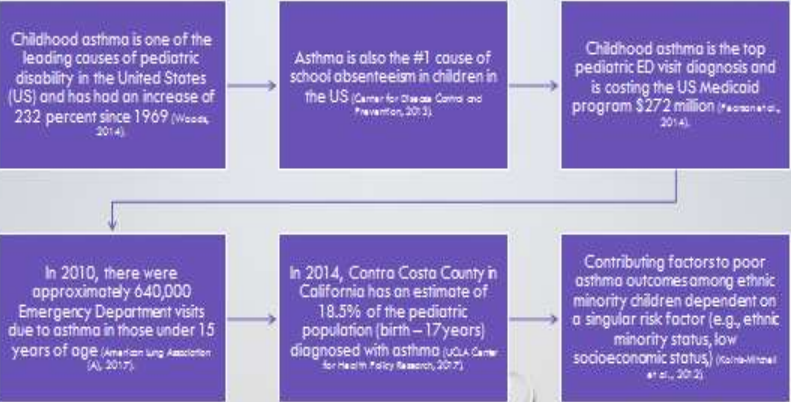 Childhood asthma is one of the
leading causes of pediatric
disability in the United States
(US) and has had an increase of
232 percent since 1969 (Woods,
2014).
Asthma is also the #1 cause of
school absenteeism in children in
the US (Center for Disease Control and
Prevention, 2013).
Childhood asthma is the top
pediatric ED visit diagnosis and
is costing the US Medicaid
program $272 million (Pearson et al.,
2014).
In 2010, there were
approximately 640,000
Emergency Department visits
due to asthma in those under 15
years of age (American Lung Association
(A), 2017).
In 2014, Contra Costa County in
California has an estimate of
18.5% of the pediatric
population (birth – 17years)
diagnosed with asthma (UCLA Center
for Health Policy Research, 2017).
Contributing factors to poor
asthma outcomes among ethnic
minority children dependent on
a singular risk factor (e.g., ethnic
minority status, low
socioeconomic status,)
et al., 2012).